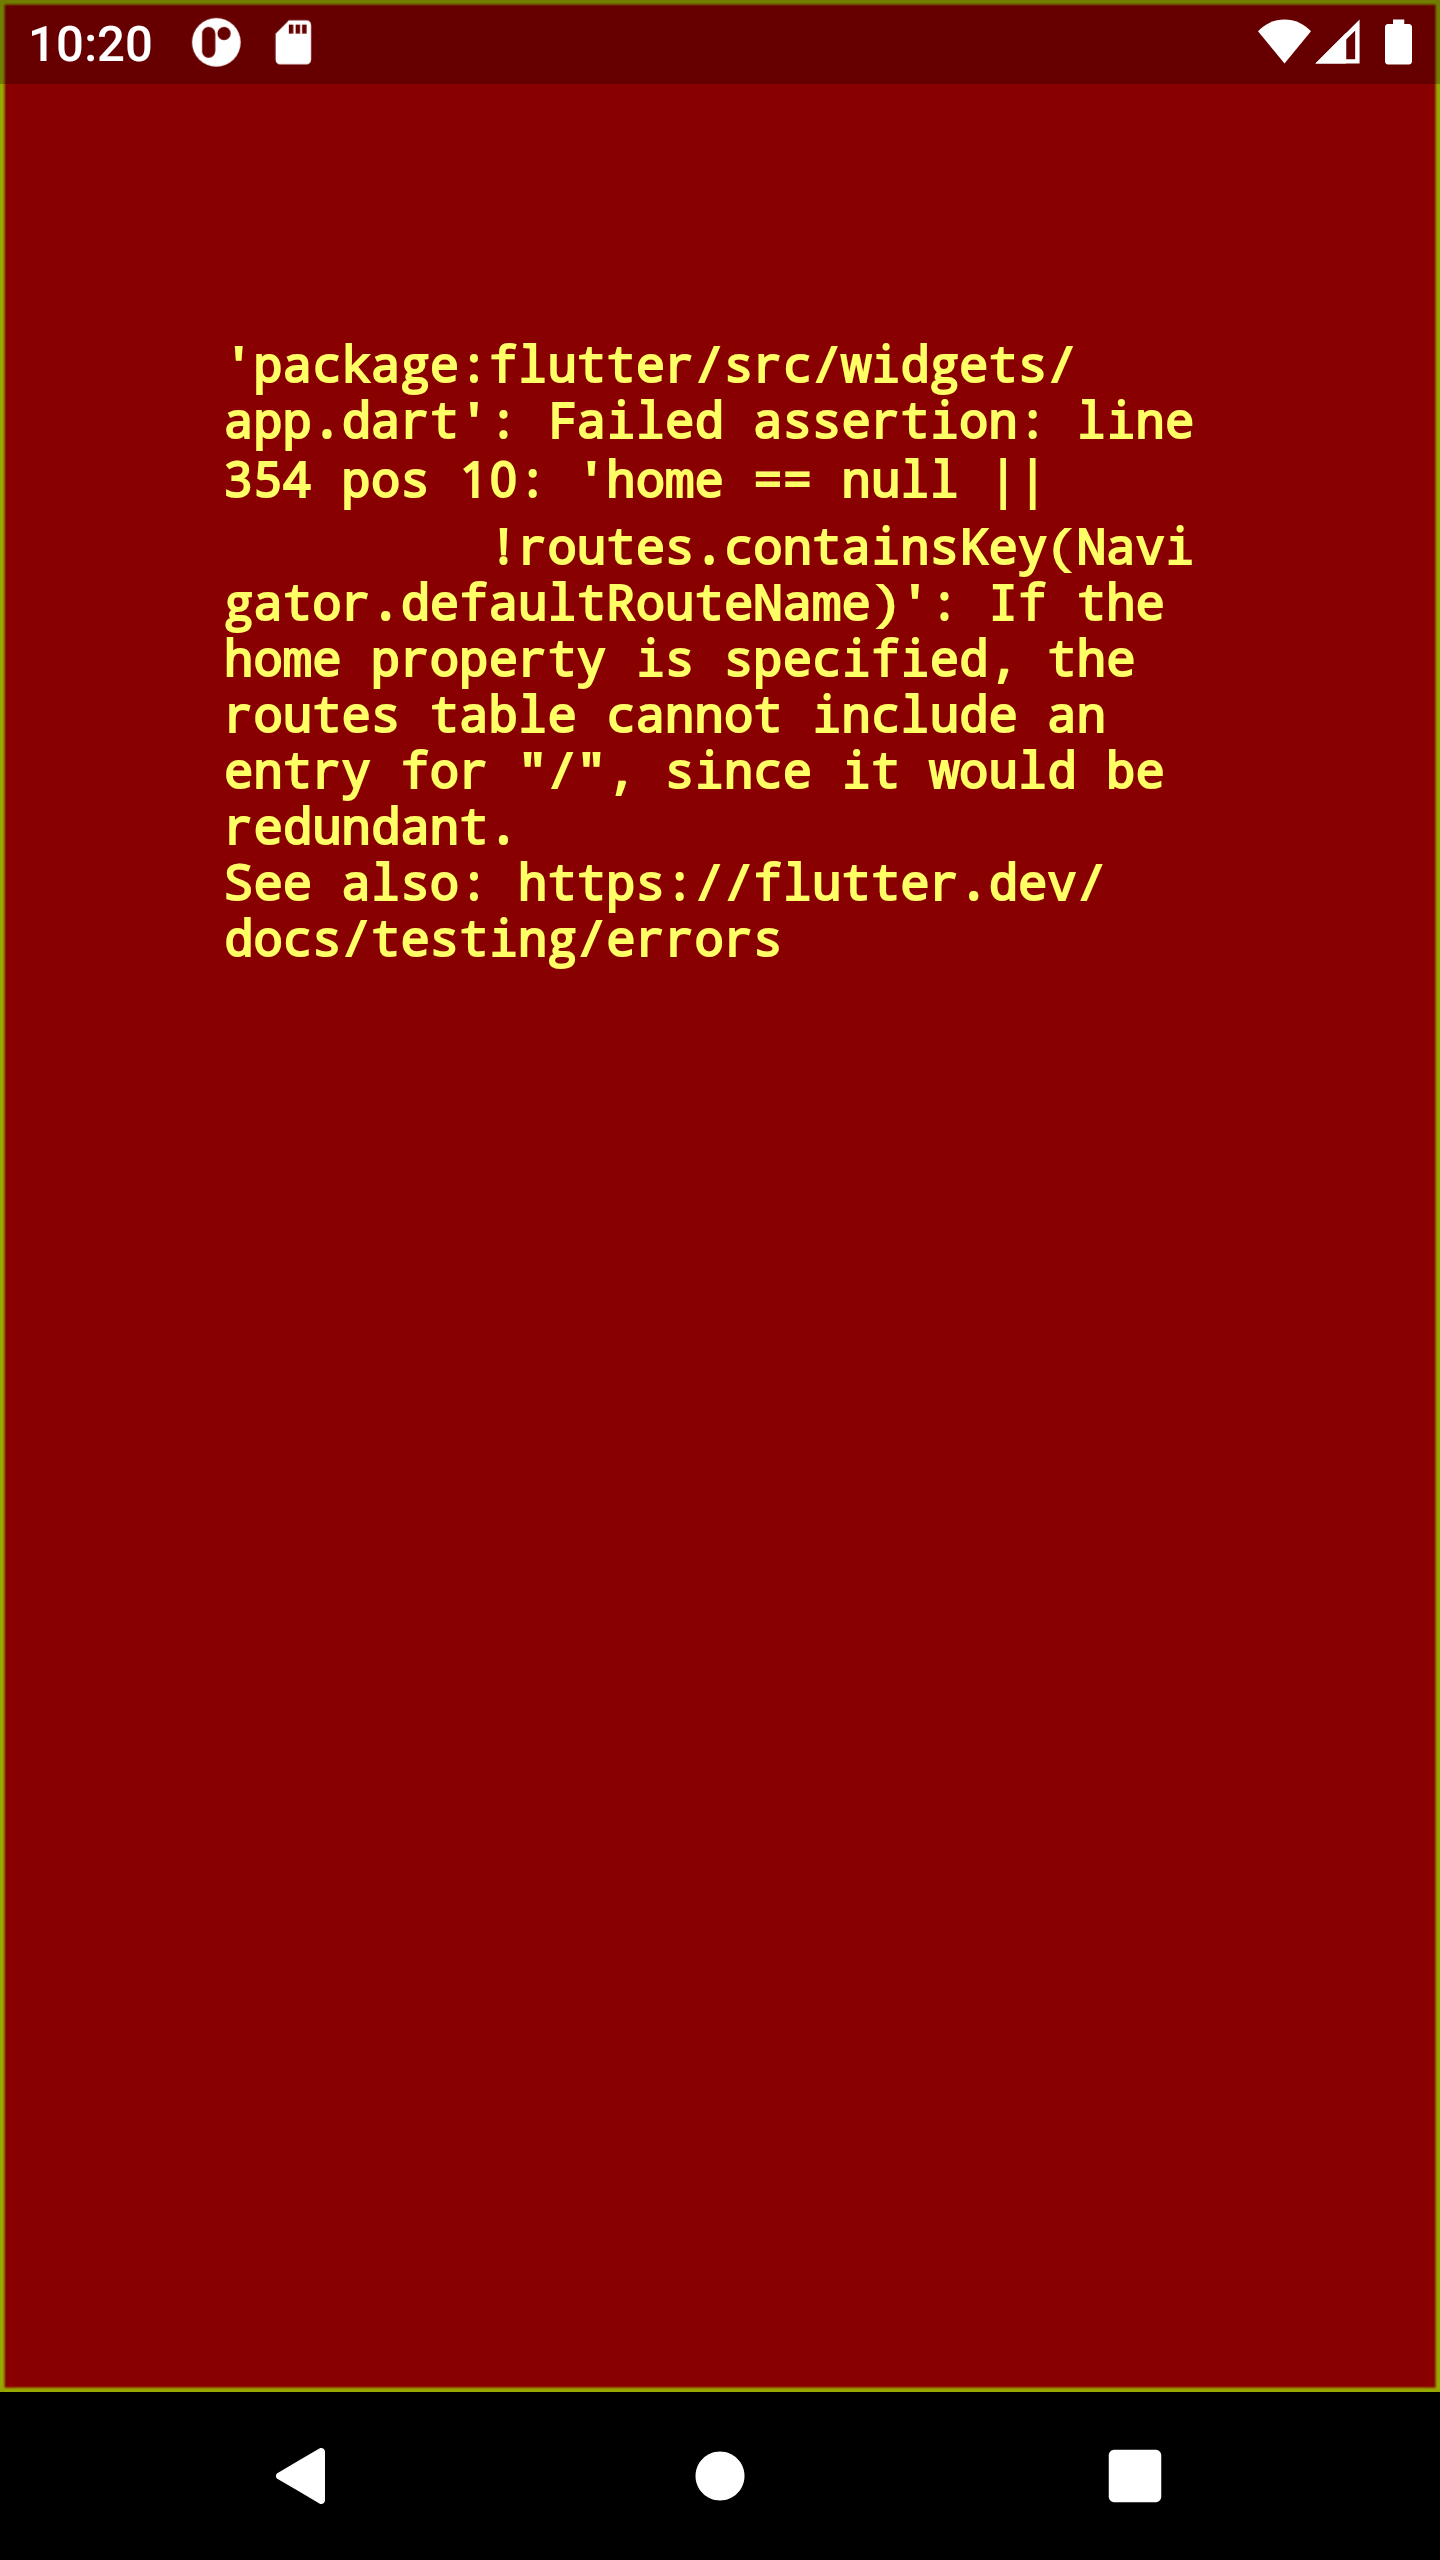 10:20
'package:flutter/src/widgets/
app.dart': Failed assertion: line
354 pos 10: 'home == null ||
!routes.containsKey(Navi
gator.defaultRouteName)': If the
home property is specified, the
routes table cannot include an
entry for "/", since it would be
redundant.
See also: https://flutter.dev/
docs/testing/errors